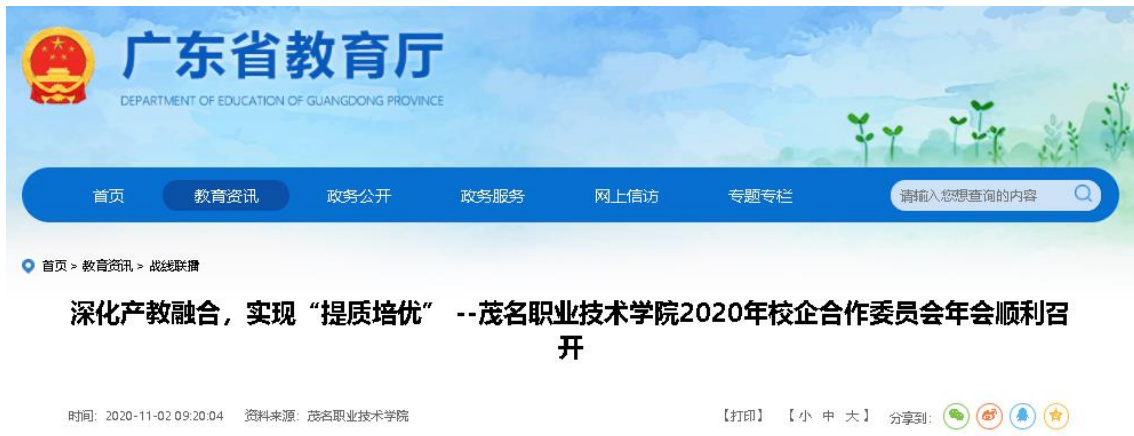 广东省教育厅
DEPARTMENT OF EDUCATION OF GUANGDONG PROVINCE
首页 教育资讯 政务公开 政务服务 网上信访 专题专栏 请输入您想查询的内容
首页 > 教育资讯 > 战线联播
深化产教融合，实现“提质培优” --茂名职业技术学院2020年校企合作委员会年会顺利召
开
时间: 2020-11-02 09:20:04 资料来源: 茂名职业技术学院 【打印】 【小 中 大】 分享到: